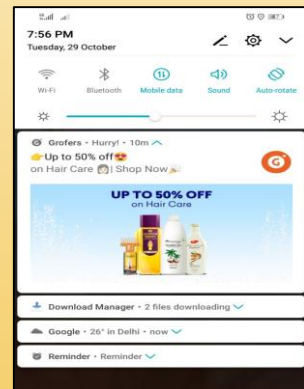 7:56 PM
Tuesday, 29 October
Wi-Fi Bluetooth Mobile data Sound Auto-rotate
Grofers • Hurry! • 10m
👉Up to 50% off😍
on Hair Care 💆| Shop Now🎉
UP TO 50% OFF
on Hair Care
Download Manager • 2 files downloading
Google • 26° in Delhi • now
Reminder • Reminder